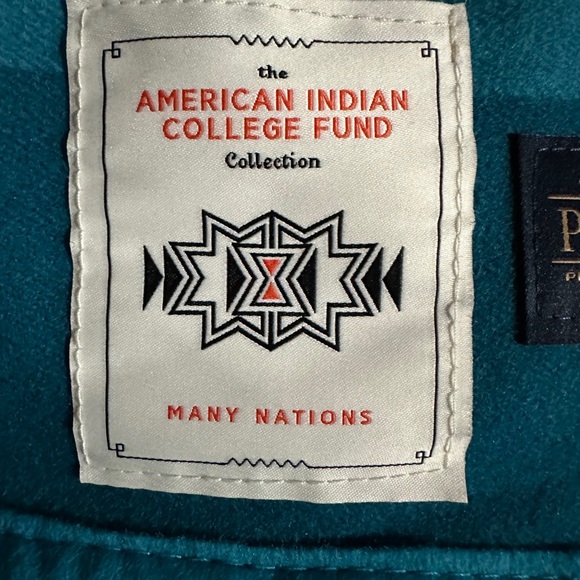 the
AMERICAN INDIAN
COLLEGE FUND
Collection
MANY NATIONS